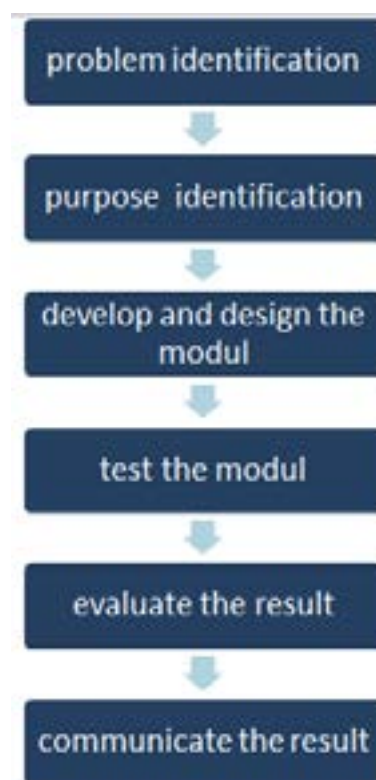 problem identification
purpose identification
develop and design the
modul
test the modul
evaluate the result
communicate the result